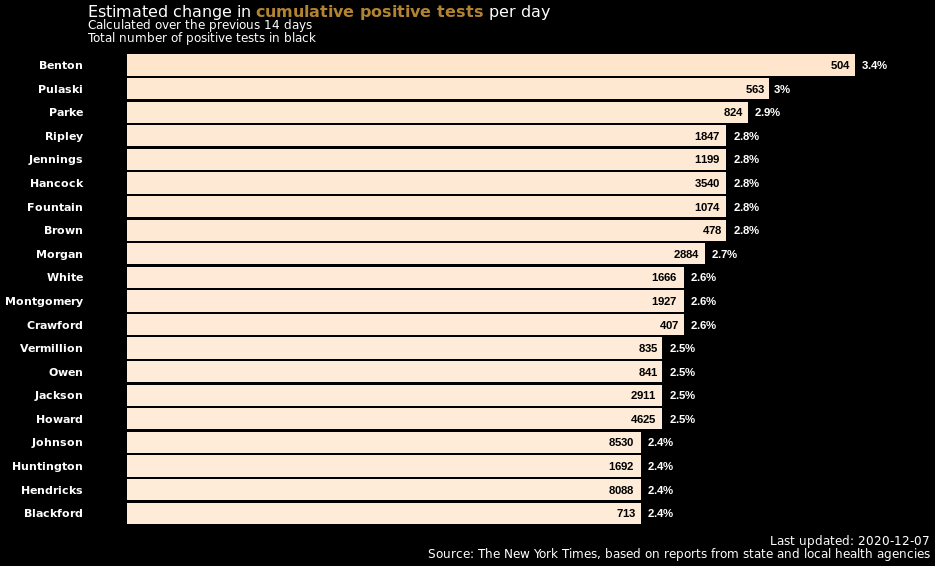 Estimated change in cumulative positive tests per day
Calculated over the previous 14 days
Total number of positive tests in black
Benton 504 3.4%
Pulaski 563 3%
Parke 824 2.9%
Ripley 1847 2.8%
Jennings 1199 2.8%
Hancock 3540 2.8%
Fountain 1074 2.8%
Brown 478 2.8%
Morgan 2884 2.7%
White 1666 2.6%
Montgomery 1927 2.6%
Crawford 407 2.6%
Vermillion 835 2.5%
Owen 841 2.5%
Jackson 2911 2.5%
Howard 4625 2.5%
Johnson 8530 2.4%
Huntington 1692 2.4%
Hendricks 8088 2.4%
Blackford 713 2.4%
Last updated: 2020-12-07
Source: The New York Times, based on reports from state and local health agencies